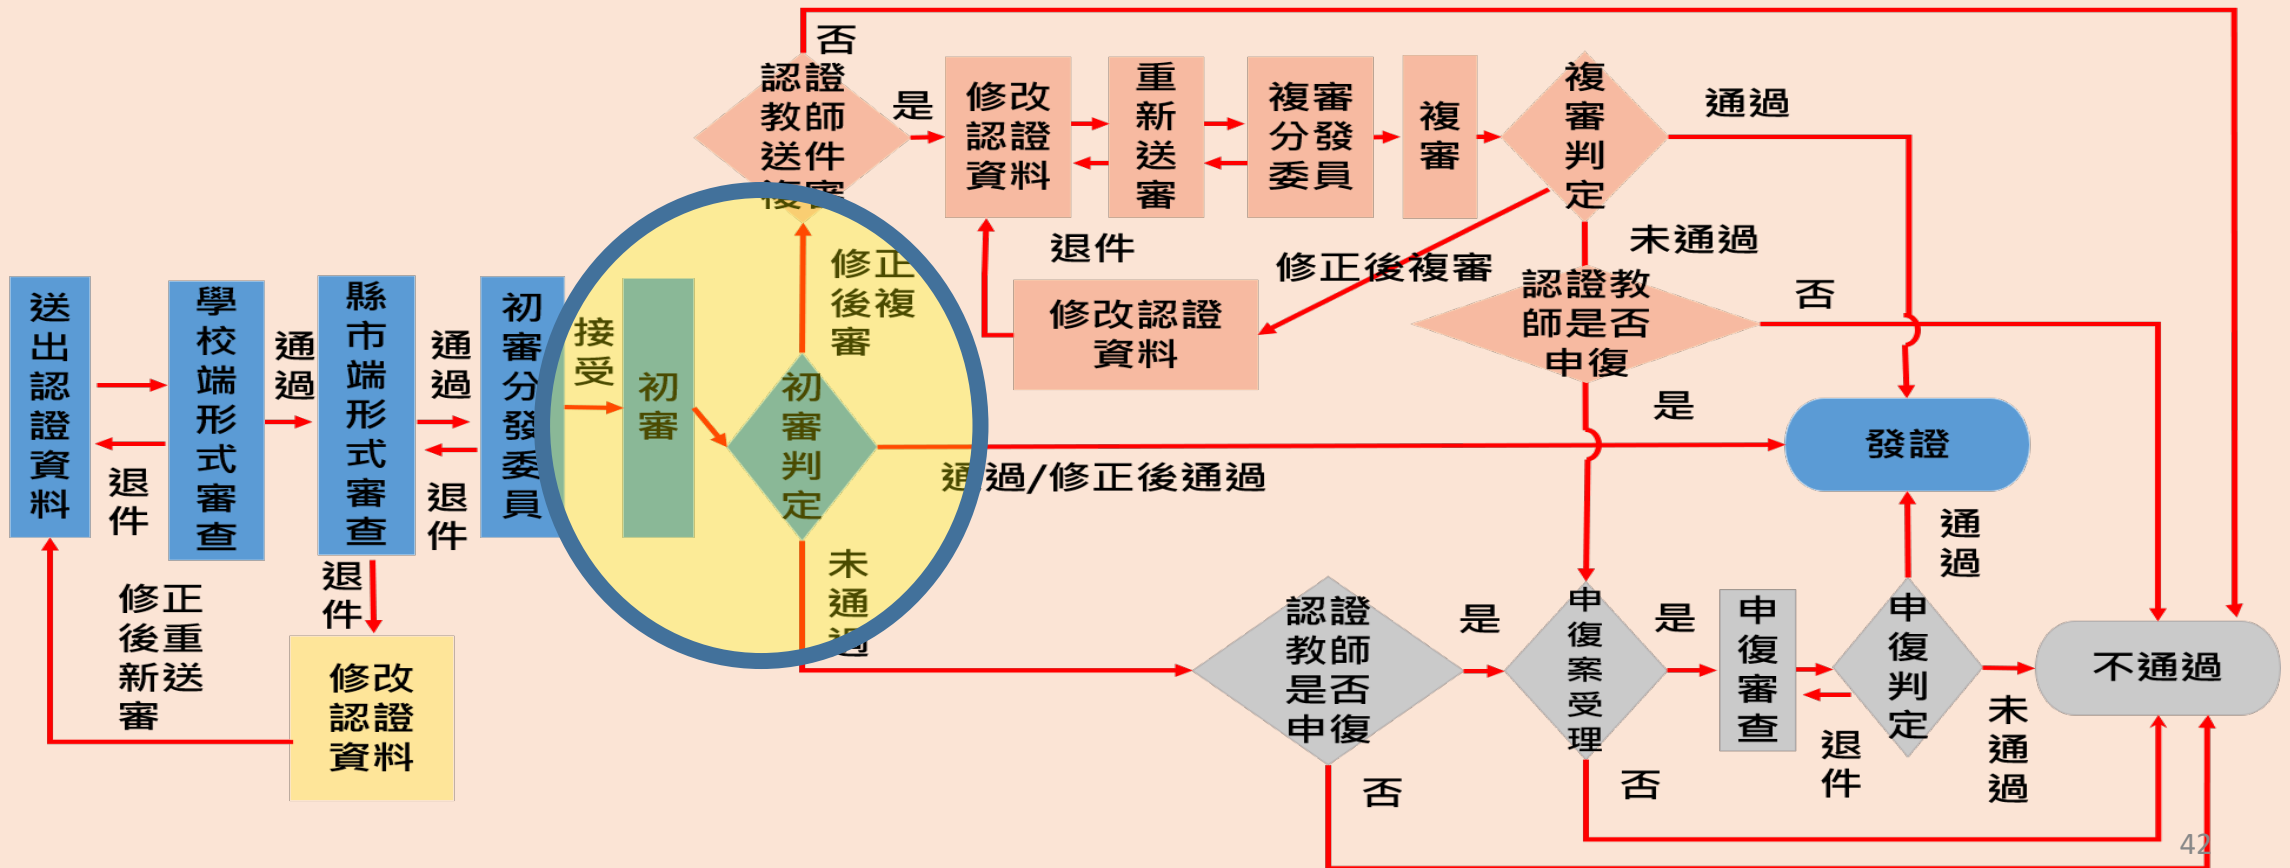 否
認證
教師
送件
複審
是
修改
認證
資料
重新送審
複審
分發
委員
複審
複審判定
通過
退件
修正後複審
未通過
修改認證
資料
認證教
師是否
申復
否
是
送出認證資料
退件
學校端形式審查
通過
縣市端形式審查
通過
退件
初審分發委員
接受
初審
初審判定
修正
後複
審
通過/修正後通過
未通過
發證
通過
退件
修正
後重
新送
審
修改
認證
資料
認證
教師
是否
申復
是
申復案受理
是
申復審查
申復判定
退件
未通過
不通過
否
否
42